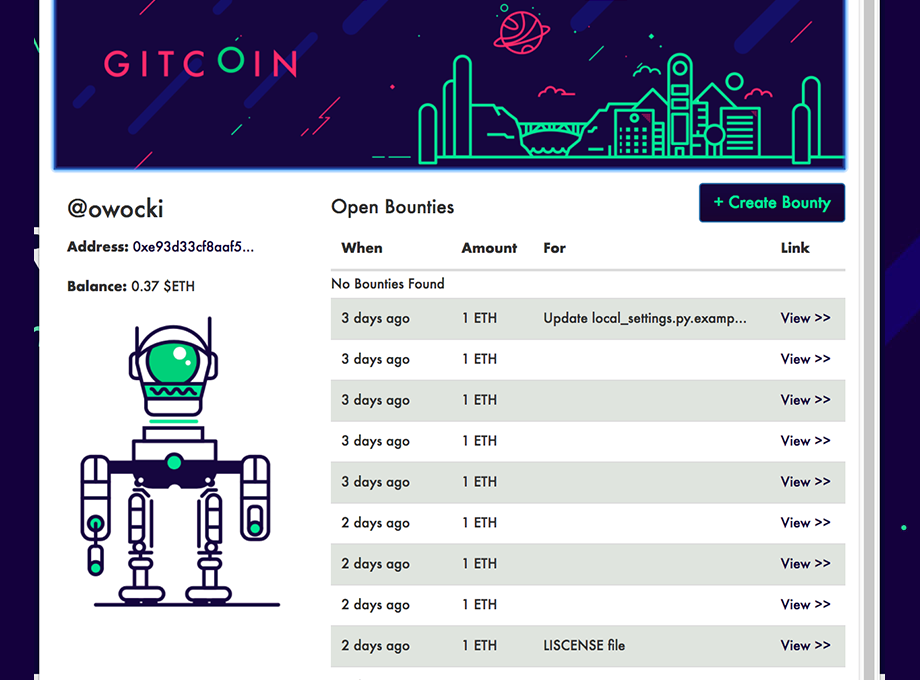 GITCOIN
@owocki
Address: 0xe93d33cf8aaf5...
Balance: 0.37 $ETH
Open Bounties
+ Create Bounty
When Amount For Link
No Bounties Found
3 days ago 1 ETH Update local_settings.py.examp... View >>
3 days ago 1 ETH View >>
3 days ago 1 ETH View >>
3 days ago 1 ETH View >>
3 days ago 1 ETH View >>
2 days ago 1 ETH View >>
2 days ago 1 ETH View >>
2 days ago 1 ETH View >>
2 days ago 1 ETH LISCENSE file View >>